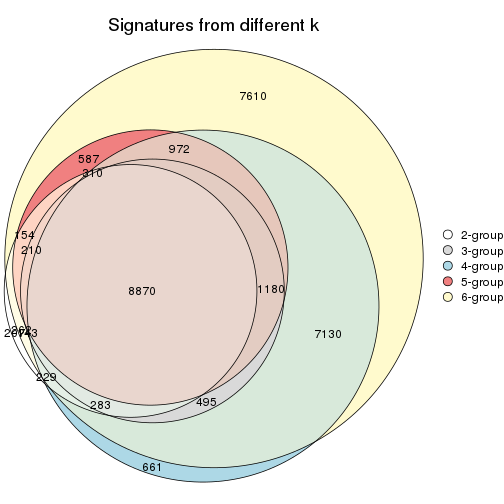 Signatures from different k
7610
972
587
310
154
210
8870
1180
7130
229
283
495
661
2-group
3-group
4-group
5-group
6-group